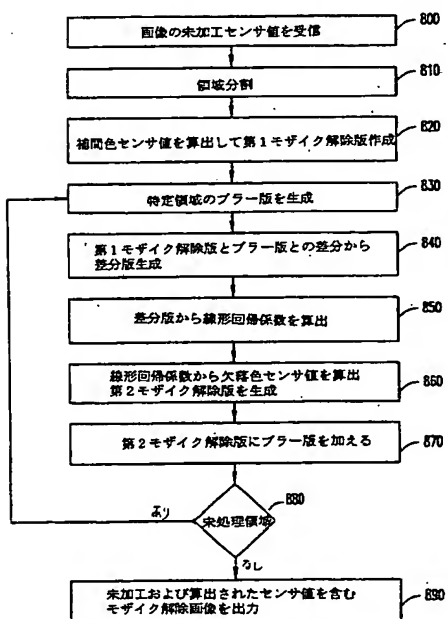 画像の未加工センサ値を受信
800
領域分割
810
補間色センサ値を算出して第1モザイク解除版作成
820
特定領域のブラー版を生成
830
第1モザイク解除版とブラー版との差分から
差分版生成
840
差分版から線形回帰係数を算出
850
線形回帰係数から欠落色センサ値を算出
第2モザイク解除版を生成
860
第2モザイク解除版にブラー版を加える
870
未処理領域
880
あり
なし
未加工および算出されたセンサ値を含む
モザイク解除画像を出力
890